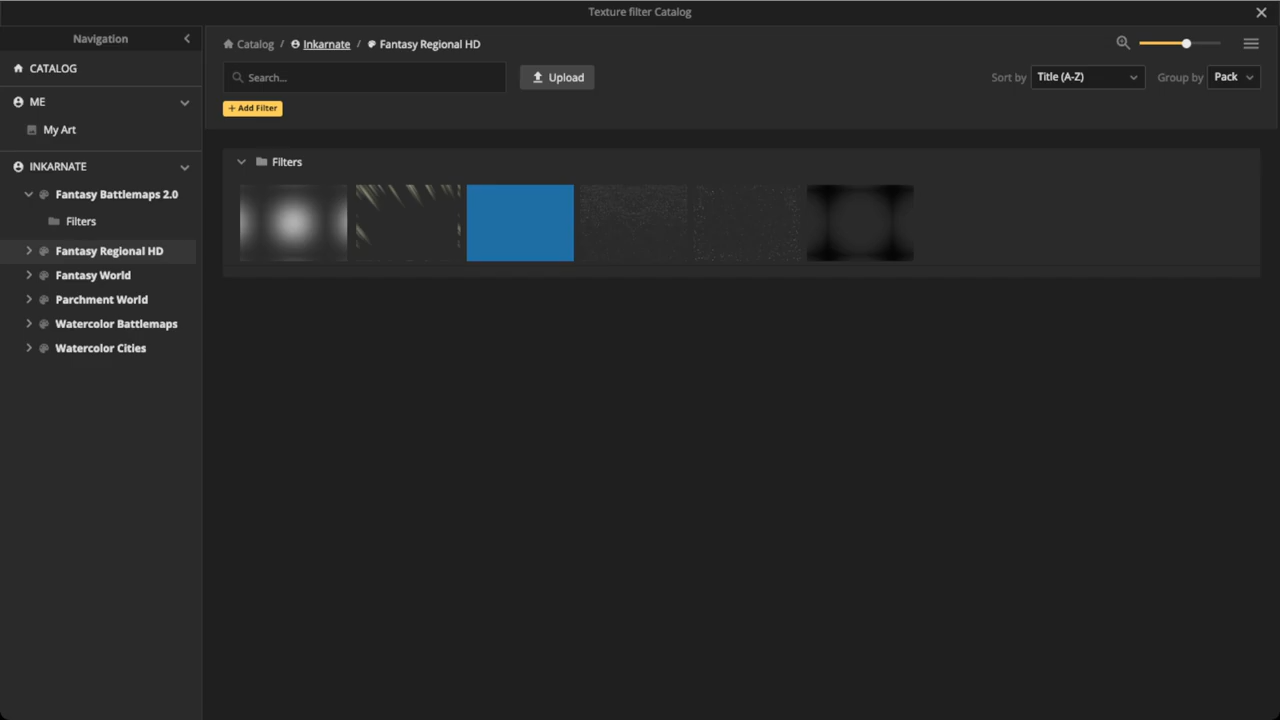 Texture filter Catalog
Navigation
CATALOG
ME
My Art
INKARNATE
Fantasy Battlemaps 2.0
Filters
Fantasy Regional HD
Fantasy World
Parchment World
Watercolor Battlemaps
Watercolor Cities
Catalog / Inkarnate / Fantasy Regional HD
Search...
Upload
Sort by Title (A-Z) Group by Pack
+ Add Filter
Filters